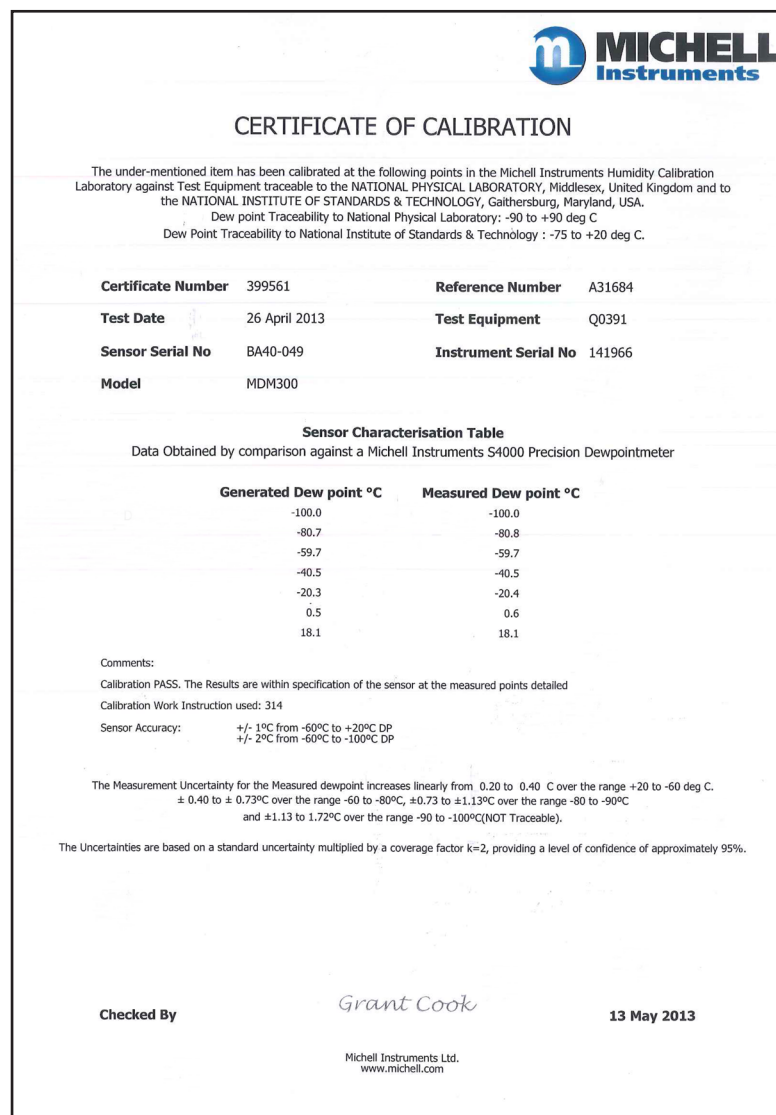 MICHELL
Instruments
CERTIFICATE OF CALIBRATION
The under-mentioned item has been calibrated at the following points in the Michell Instruments Humidity Calibration
Laboratory against Test Equipment traceable to the NATIONAL PHYSICAL LABORATORY, Middlesex, United Kingdom and to
the NATIONAL INSTITUTE OF STANDARDS & TECHNOLOGY, Gaithersburg, Maryland, USA.
Dew point Traceability to National Physical Laboratory: -90 to +90 deg C
Dew Point Traceability to National Institute of Standards & Technology : -75 to +20 deg C.
Certificate Number 399561 Reference Number A31684
Test Date 26 April 2013 Test Equipment Q0391
Sensor Serial No BA40-049 Instrument Serial No 141966
Model MDM300
Sensor Characterisation Table
Data Obtained by comparison against a Michell Instruments S4000 Precision Dewpointmeter
Generated Dew point ºC Measured Dew point ºC
-100.0 -100.0
-80.7 -80.8
-59.7 -59.7
-40.5 -40.5
-20.3 -20.4
0.5 0.6
18.1 18.1
Comments:
Calibration PASS. The Results are within specification of the sensor at the measured points detailed
Calibration Work Instruction used: 314
Sensor Accuracy: +/- 1ºC from -60ºC to +20ºC DP
+/- 2ºC from -60ºC to -100ºC DP
The Measurement Uncertainty for the Measured dewpoint increases linearly from 0.20 to 0.40 C over the range +20 to -60 deg C.
± 0.40 to ± 0.73ºC over the range -60 to -80ºC, ±0.73 to ±1.13ºC over the range -80 to -90ºC
and ±1.13 to 1.72ºC over the range -90 to -100ºC(NOT Traceable).
The Uncertainties are based on a standard uncertainty multiplied by a coverage factor k=2, providing a level of confidence of approximately 95%.
Checked By Grant Cook 13 May 2013
Michell Instruments Ltd.
www.michell.com